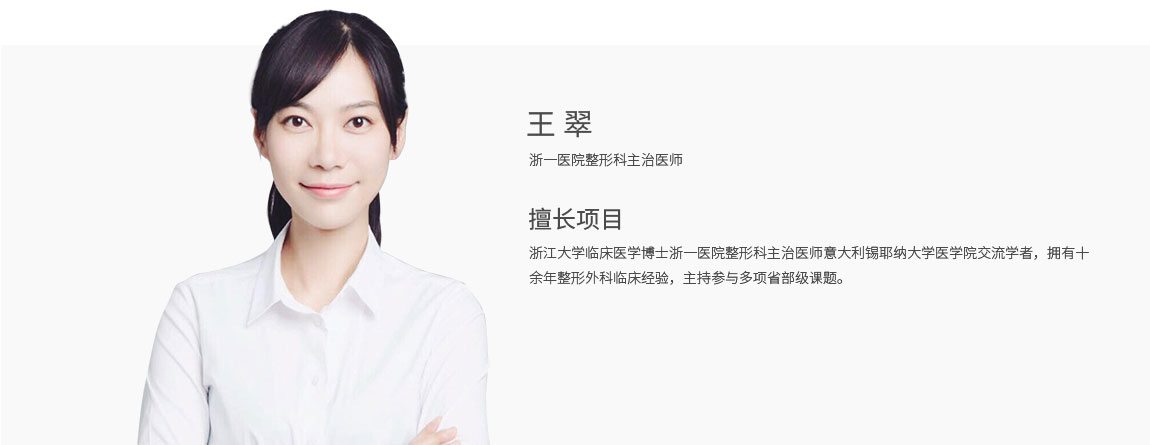 王 翠
浙一医院整形科主治医师
擅长项目
浙江大学临床医学博士浙一医院整形科主治医师意大利锡耶纳大学医学院交流学者，拥有十
余年整形外科临床经验，主持参与多项省部级课题。